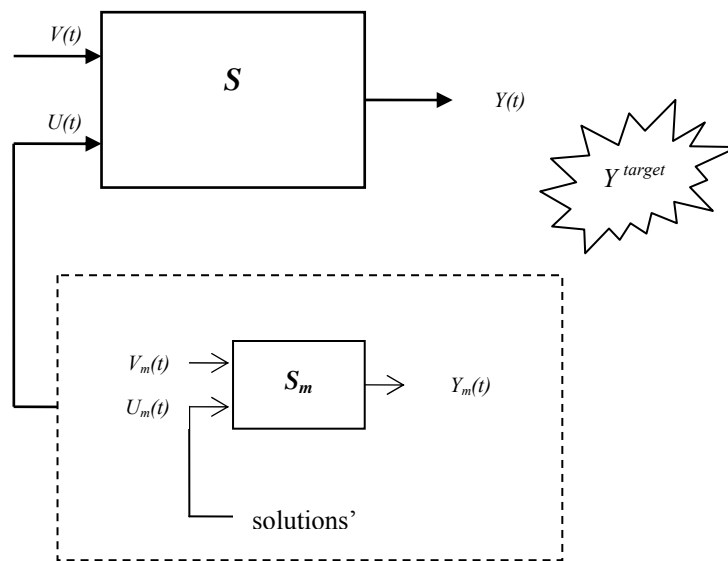 V(t)
S
U(t)
Y(t)
Y target
V_m(t)
S_m
Y_m(t)
U_m(t)
solutions’